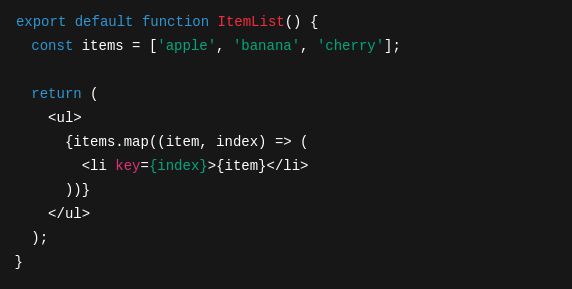 export default function ItemList() {
  const items = ['apple', 'banana', 'cherry'];

  return (
    <ul>
      {items.map((item, index) => (
        <li key={index}>{item}</li>
      ))}
    </ul>
  );
}